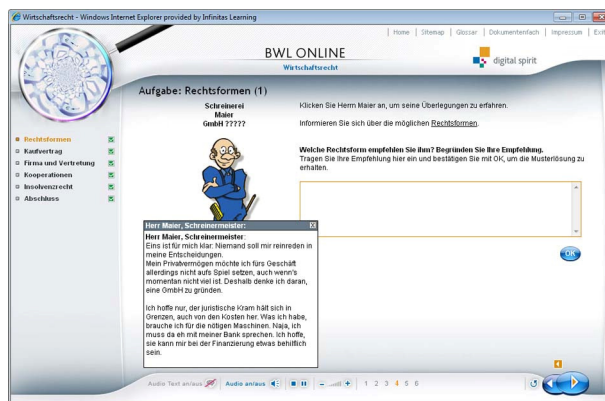 Wirtschaftsrecht - Windows Internet Explorer provided by Infinitas Learning
Home | Sitemap | Glossar | Dokumentenfach | Impressum | Exit
BWL ONLINE
Wirtschaftsrecht
digital spirit
Aufgabe: Rechtsformen (1)
Schreinerei
Maier
GmbH ?????
Klicken Sie Herrn Maier an, um seine Überlegungen zu erfahren.
Informieren Sie sich über die möglichen Rechtsformen.
Welche Rechtsform empfehlen Sie ihm? Begründen Sie Ihre Empfehlung.
Tragen Sie Ihre Empfehlung hier ein und bestätigen Sie mit OK, um die Musterlösung zu
erhalten.
OK
Rechtsformen
Kaufvertrag
Firma und Vertretung
Kooperationen
Insolvenzrecht
Abschluss
Herr Maier, Schreinermeister: X
Herr Maier, Schreinermeister:
Eins ist für mich klar: Niemand soll mir reinreden in
meine Entscheidungen.
Mein Privatvermögen möchte ich fürs Geschäft
allerdings nicht aufs Spiel setzen, auch wenn's
momentan nicht viel ist. Deshalb denke ich daran,
eine GmbH zu gründen.
Ich hoffe nur, der juristische Kram hält sich in
Grenzen, auch von den Kosten her. Was ich habe,
brauche ich für die nötigen Maschinen. Naja, ich
muss da eh mit meiner Bank sprechen. Ich hoffe,
sie kann mir bei der Finanzierung etwas behilflich
sein.
Audio Text an/aus Audio an/aus 1 2 3 4 5 6